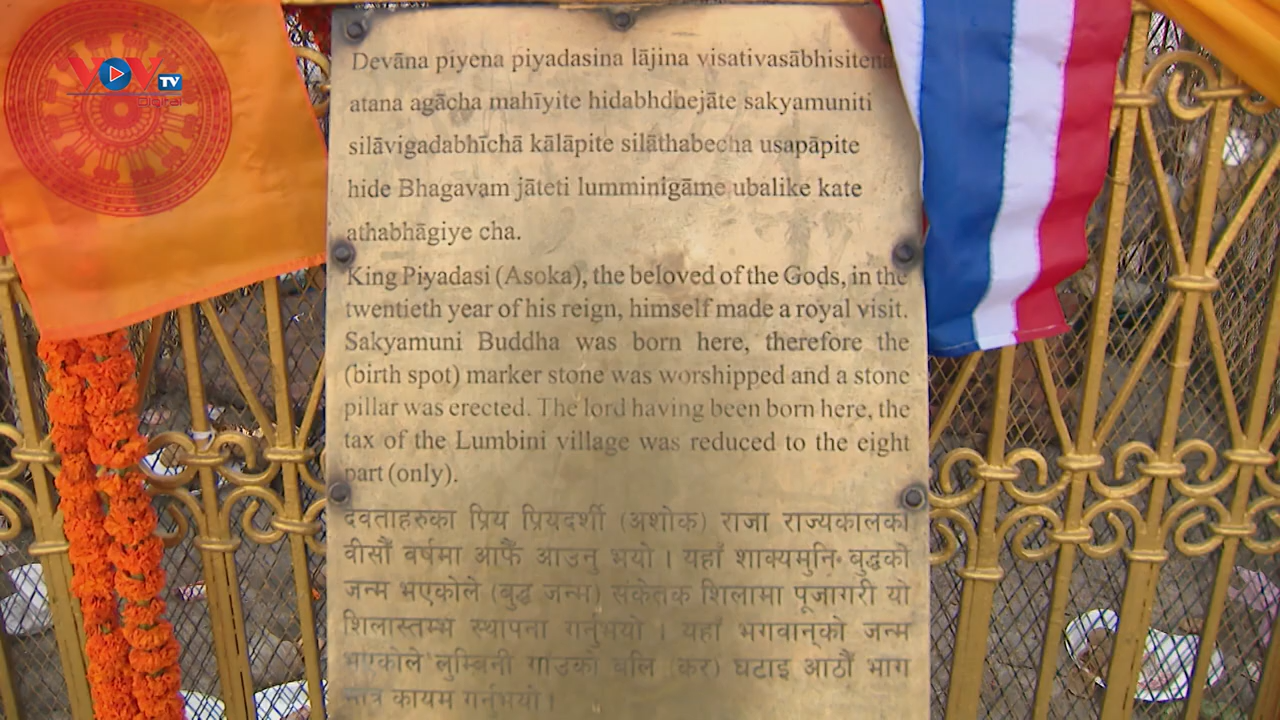 VOV TV
Digital
Devāna piyena piyadasina lājina visativasābhisitena
atana agācha mahīyite hidabhdhejāte sakyamuniti
silāvigadabhīchā kālāpite silāthabecha usapāpite
hide Bhagavam jāteti lumminigāme ubalike kate
athabhāgiye cha.
King Piyadasi (Asoka), the beloved of the Gods, in the
twentieth year of his reign, himself made a royal visit.
Sakyamuni Buddha was born here, therefore the
(birth spot) marker stone was worshipped and a stone
pillar was erected. The lord having been born here, the
tax of the Lumbini village was reduced to the eight
part (only).
देवताहरुका प्रिय प्रियदर्शी (अशोक) राजा राज्यकालको
वीसौं बर्षमा आफैं आउनु भयो । यहाँ शाक्यमुनि बुद्धको
जन्म भएकोले (बुद्ध जन्म) संकेतक शिलामा पूजागरी यो
शिलास्तम्भ स्थापना गर्नुभयो । यहाँ भगवान्को जन्म
भएकोले लुम्बिनी गाउको बलि (कर) घटाइ आठौं भाग
मात्र कायम गर्नुभयो ।